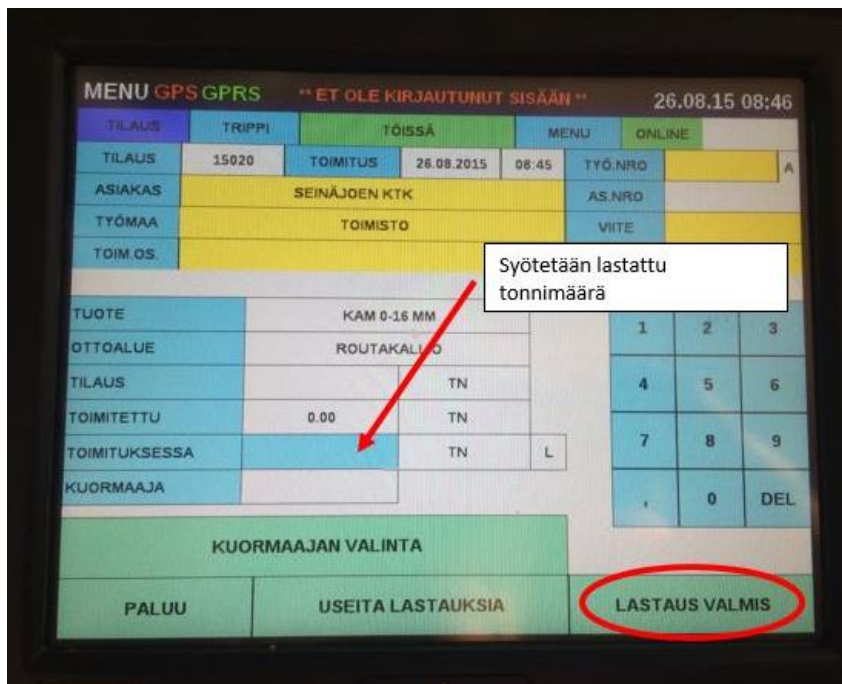 MENU GPS GPRS ** ET OLE KIRJAUTUNUT SISÄÄN ** 26.08.15 08:46
TILAUS TRIPPI TÖISSÄ MENU ONLINE
TILAUS 15020 TOIMITUS 26.08.2015 08:45 TYÖ.NRO A
ASIAKAS SEINÄJOEN KTK AS.NRO
TYÖMAA TOIMISTO VIITE
TOIM.OS.
Syötetään lastattu
tonnimäärä
TUOTE KAM 0-16 MM
OTTOALUE ROUTAKALLIO
TILAUS TN
TOIMITETTU 0.00 TN
TOIMITUKSESSA TN L
KUORMAAJA
1 2 3
4 5 6
7 8 9
, 0 DEL
KUORMAAJAN VALINTA
PALUU USEITA LASTAUKSIA LASTAUS VALMIS